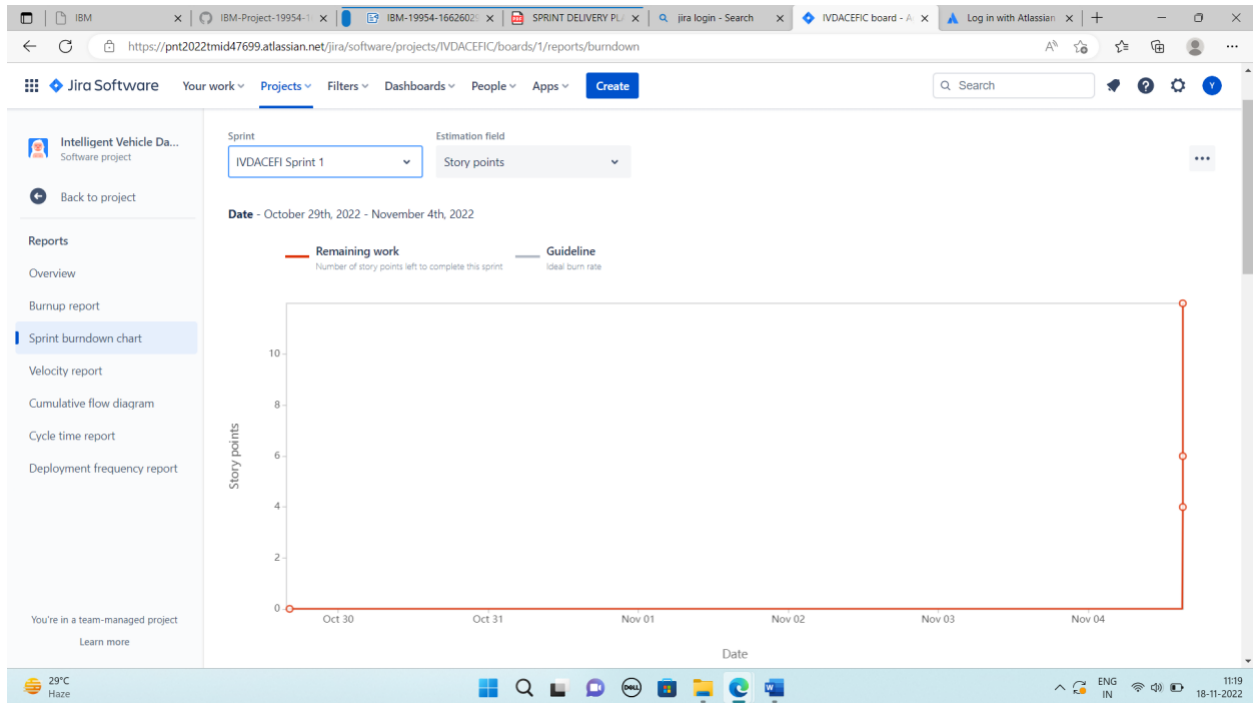 IBM
IBM-Project-19954-1
IBM-19954-16626029
SPRINT DELIVERY PL
jira login - Search
IVDACEFIC board - A
Log in with Atlassian
https://pnt2022tmid47699.atlassian.net/jira/software/projects/IVDACEFIC/boards/1/reports/burndown
Jira Software Your work Projects Filters Dashboards People Apps Create Search Y
Intelligent Vehicle Da...
Software project
Back to project
Reports
Overview
Burnup report
Sprint burndown chart
Velocity report
Cumulative flow diagram
Cycle time report
Deployment frequency report
You're in a team-managed project
Learn more
Sprint Estimation field
IVDACEFI Sprint 1 Story points
Date - October 29th, 2022 - November 4th, 2022
Remaining work Guideline
Number of story points left to complete this sprint Ideal burn rate
Story points
10
8
6
4
2
0
Oct 30 Oct 31 Nov 01 Nov 02 Nov 03 Nov 04
Date
29°C
Haze
DELL
ENG
IN
11:19
18-11-2022